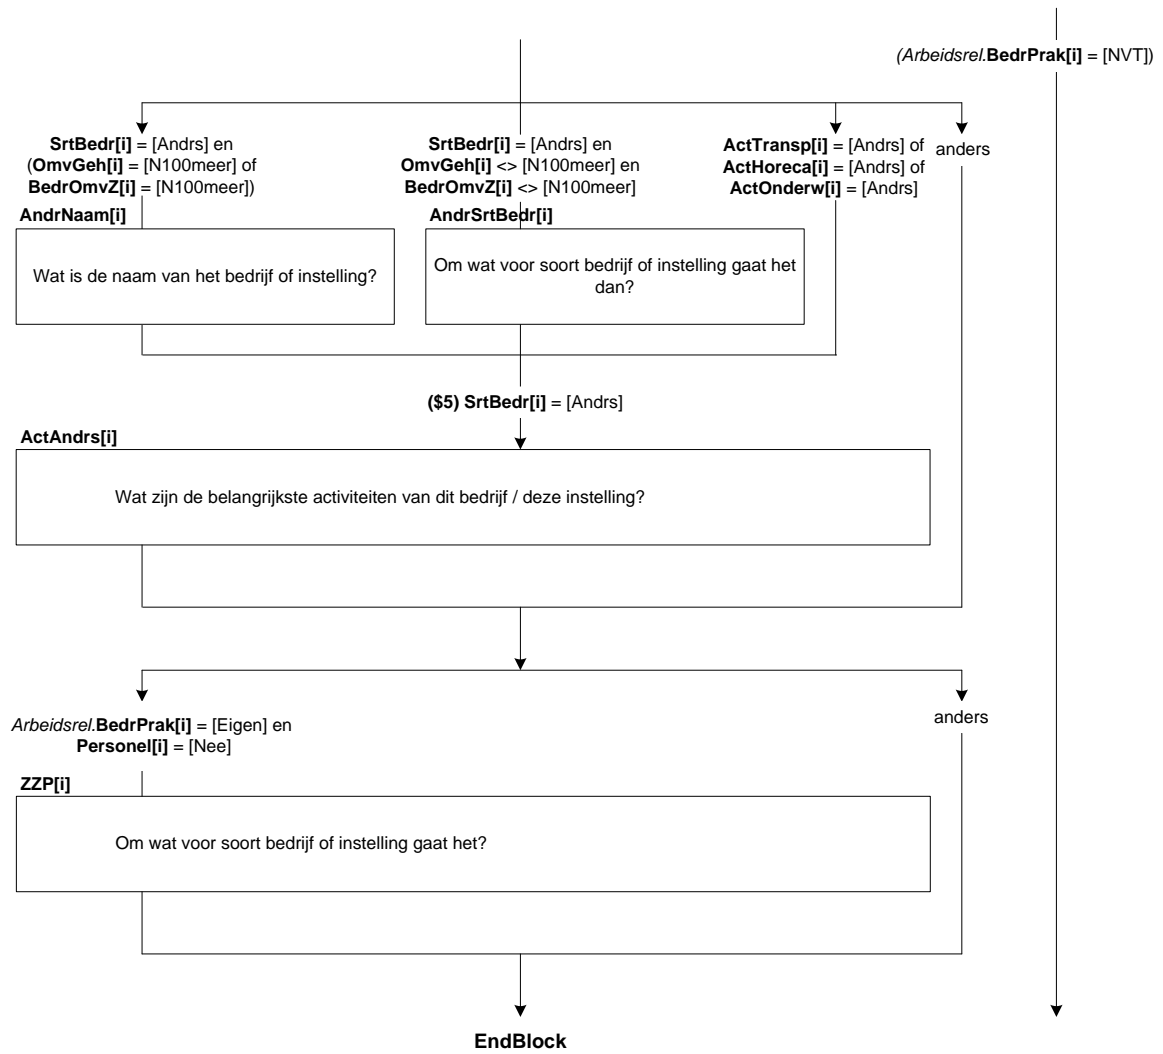 (Arbeidsrel.BedrPrak[i] = [NVT])
SrtBedr[i] = [Andrs] en
(OmvGeh[i] = [N100meer] of
BedrOmvZ[i] = [N100meer])
SrtBedr[i] = [Andrs] en
OmvGeh[i] <> [N100meer] en
BedrOmvZ[i] <> [N100meer]
ActTransp[i] = [Andrs] of
ActHoreca[i] = [Andrs] of
ActOnderw[i] = [Andrs]
anders
AndrNaam[i]
Wat is de naam van het bedrijf of instelling?
AndrSrtBedr[i]
Om wat voor soort bedrijf of instelling gaat het
dan?
($5) SrtBedr[i] = [Andrs]
ActAndrs[i]
Wat zijn de belangrijkste activiteiten van dit bedrijf / deze instelling?
Arbeidsrel.BedrPrak[i] = [Eigen] en
Personel[i] = [Nee]
anders
ZZP[i]
Om wat voor soort bedrijf of instelling gaat het?
EndBlock